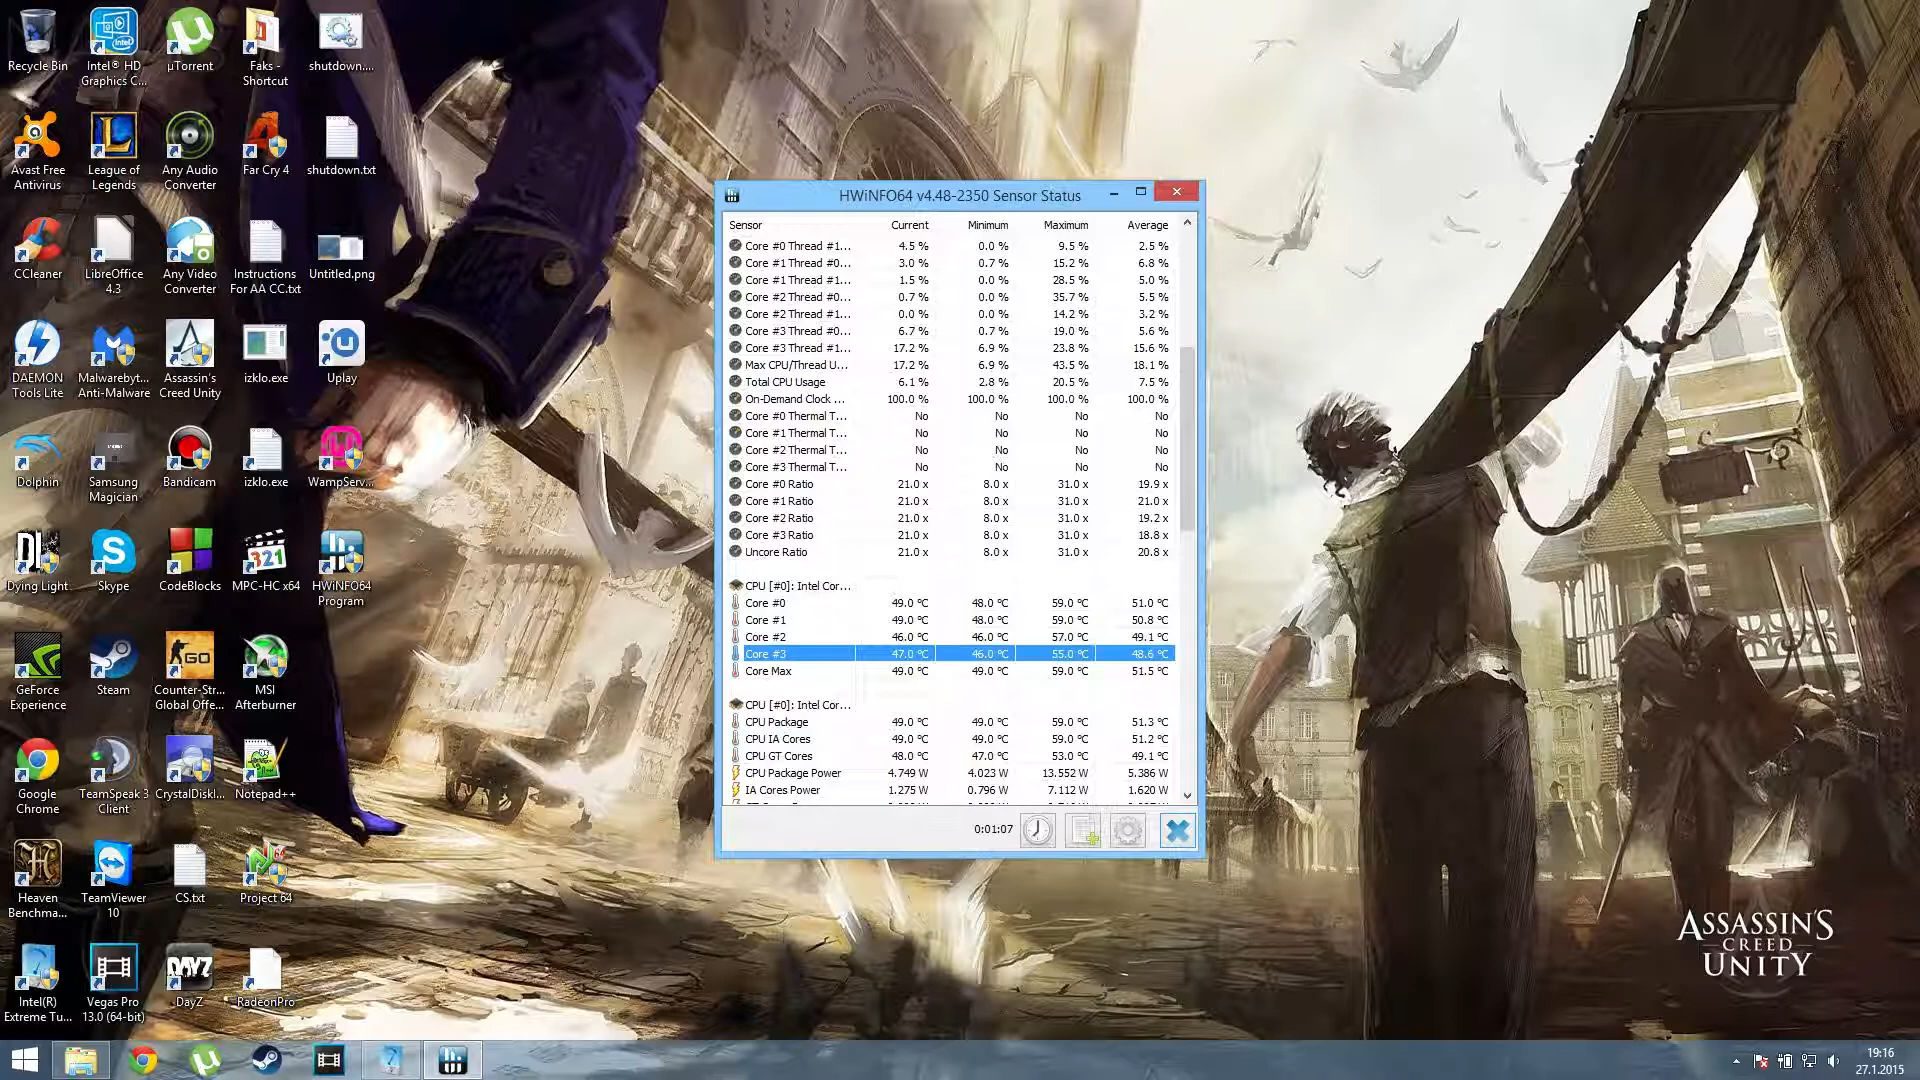 Recycle Bin
Intel® HD
Graphics C...
µTorrent
Faks -
Shortcut
shutdown....
Avast Free
Antivirus
League of
Legends
Any Audio
Converter
Far Cry 4
shutdown.txt
CCleaner
LibreOffice
4.3
Any Video
Converter
Instructions
For AA CC.txt
Untitled.png
DAEMON
Tools Lite
Malwarebyt...
Anti-Malware
Assassin's
Creed Unity
izklo.exe
Uplay
Dolphin
Samsung
Magician
Bandicam
izklo.exe
WampServ...
Dying Light
Skype
CodeBlocks
MPC-HC x64
HWiNFO64
Program
GeForce
Experience
Steam
Counter-Str...
Global Offe...
MSI
Afterburner
Google
Chrome
TeamSpeak 3
Client
CrystalDiskI...
Notepad++
Heaven
Benchma...
TeamViewer
10
CS.txt
Project 64
Intel(R)
Extreme Tu...
Vegas Pro
13.0 (64-bit)
DayZ
RadeonPro
HWiNFO64 v4.48-2350 Sensor Status
Sensor Current Minimum Maximum Average
Core #0 Thread #1... 4.5 % 0.0 % 9.5 % 2.5 %
Core #1 Thread #0... 3.0 % 0.7 % 15.2 % 6.8 %
Core #1 Thread #1... 1.5 % 0.0 % 28.5 % 5.0 %
Core #2 Thread #0... 0.7 % 0.0 % 35.7 % 5.5 %
Core #2 Thread #1... 0.0 % 0.0 % 14.2 % 3.2 %
Core #3 Thread #0... 6.7 % 0.7 % 19.0 % 5.6 %
Core #3 Thread #1... 17.2 % 6.9 % 23.8 % 15.6 %
Max CPU/Thread U... 17.2 % 6.9 % 43.5 % 18.1 %
Total CPU Usage 6.1 % 2.8 % 20.5 % 7.5 %
On-Demand Clock ... 100.0 % 100.0 % 100.0 % 100.0 %
Core #0 Thermal T... No No No No
Core #1 Thermal T... No No No No
Core #2 Thermal T... No No No No
Core #3 Thermal T... No No No No
Core #0 Ratio 21.0 x 8.0 x 31.0 x 19.9 x
Core #1 Ratio 21.0 x 8.0 x 31.0 x 21.0 x
Core #2 Ratio 21.0 x 8.0 x 31.0 x 19.2 x
Core #3 Ratio 21.0 x 8.0 x 31.0 x 18.8 x
Uncore Ratio 21.0 x 8.0 x 31.0 x 20.8 x
CPU [#0]: Intel Cor...
Core #0 49.0 °C 48.0 °C 59.0 °C 51.0 °C
Core #1 49.0 °C 48.0 °C 59.0 °C 50.8 °C
Core #2 46.0 °C 46.0 °C 57.0 °C 49.1 °C
Core #3 47.0 °C 46.0 °C 55.0 °C 48.6 °C
Core Max 49.0 °C 49.0 °C 59.0 °C 51.5 °C
CPU [#0]: Intel Cor...
CPU Package 49.0 °C 49.0 °C 59.0 °C 51.3 °C
CPU IA Cores 49.0 °C 49.0 °C 59.0 °C 51.2 °C
CPU GT Cores 48.0 °C 47.0 °C 53.0 °C 49.1 °C
CPU Package Power 4.749 W 4.023 W 13.552 W 5.386 W
IA Cores Power 1.275 W 0.796 W 7.112 W 1.620 W
0:01:07
ASSASSIN'S
CREED
UNITY
19:16
27.1.2015